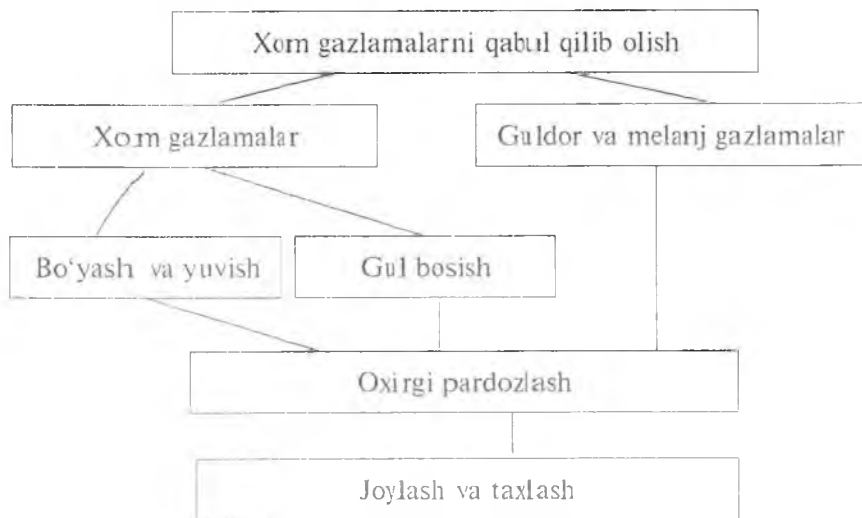 Xom gazlamalarni qabul qilib olish
Xom gazlamalar
Guldor va melanj gazlamalar
Bo‘yash va yuvish
Gul bosish
Oxirgi pardozlash
Joylash va taxlash